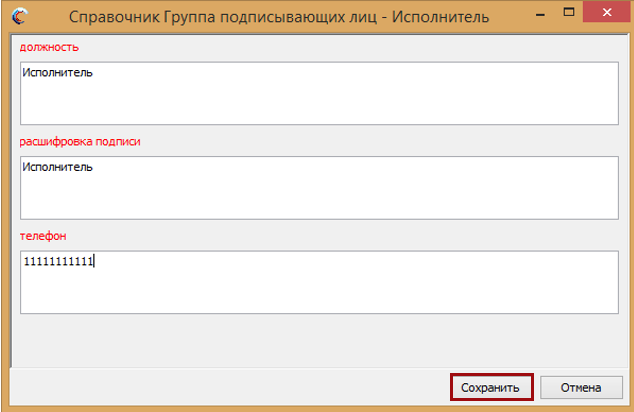 Справочник Группа подписывающих лиц - Исполнитель
должность
Исполнитель
расшифровка подписи
Исполнитель
телефон
11111111111
Сохранить
Отмена